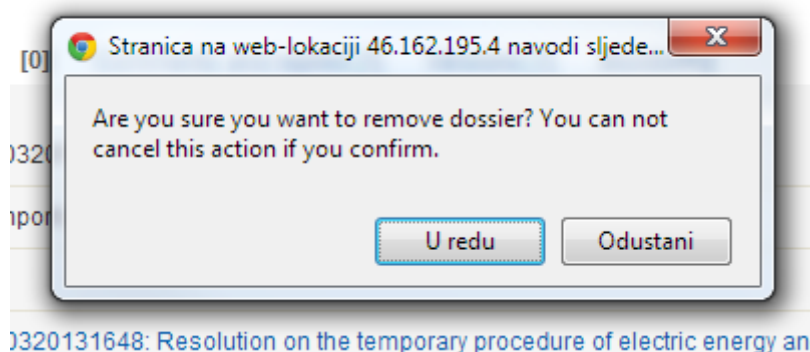 Stranica na web-lokaciji 46.162.195.4 navodi sljede...
[0]
Are you sure you want to remove dossier? You can not
cancel this action if you confirm.
U redu
Odustani
0320131648: Resolution on the temporary procedure of electric energy an